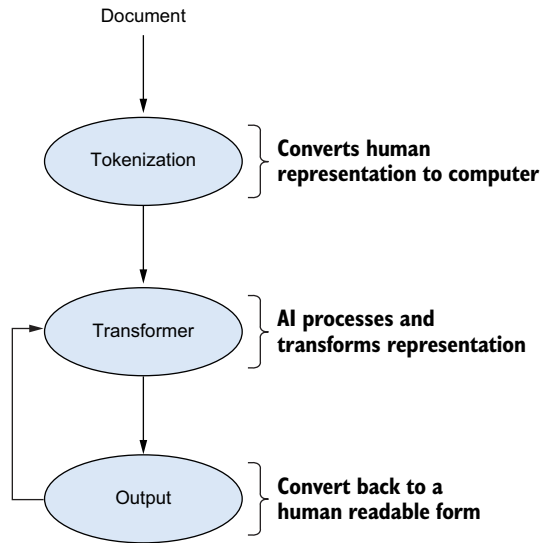 Document
Tokenization
Converts human
representation to computer
Transformer
AI processes and
transforms representation
Output
Convert back to a
human readable form